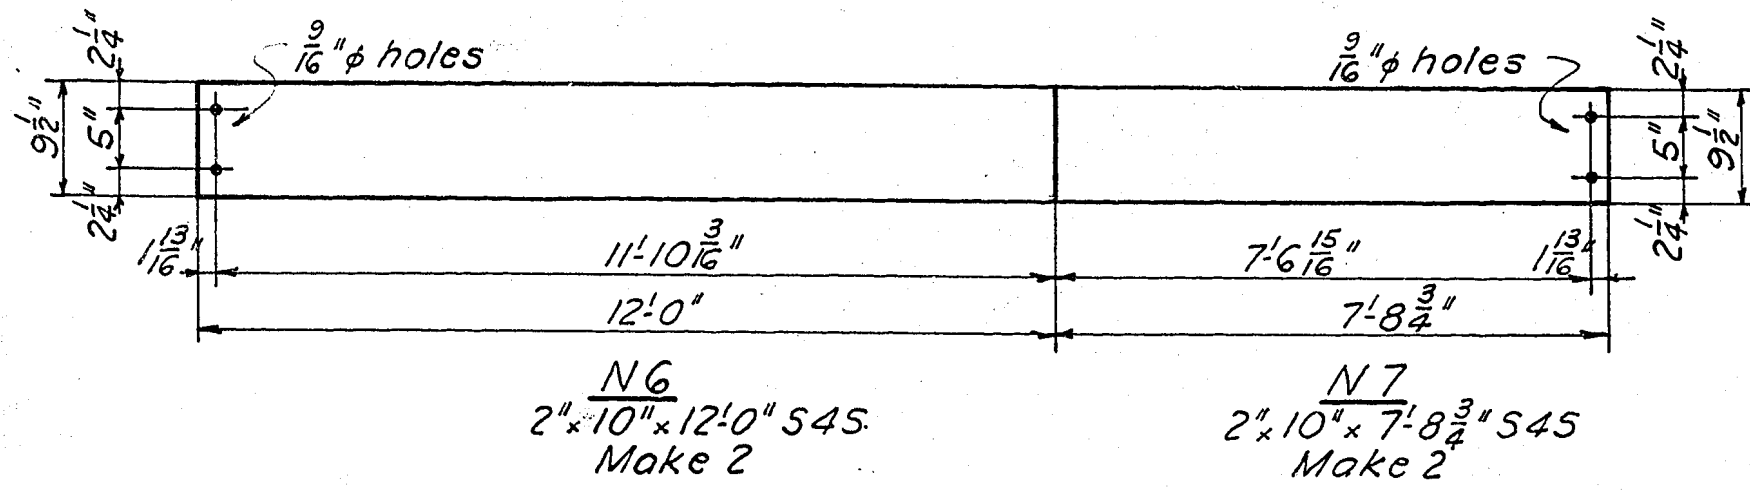 9/16"φ holes
9/16"φ holes
2 1/4"
5"
9 1/2"
2 1/4"
2 1/4"
5"
9 1/2"
2 1/4"
1 13/16"
11'-10 3/16"
7'-6 15/16"
1 13/16"
12'-0"
7'-8 3/4"
N6
2"x10"x12'-0" S4S.
Make 2
N7
2"x10"x 7'-8 3/4" S4S
Make 2